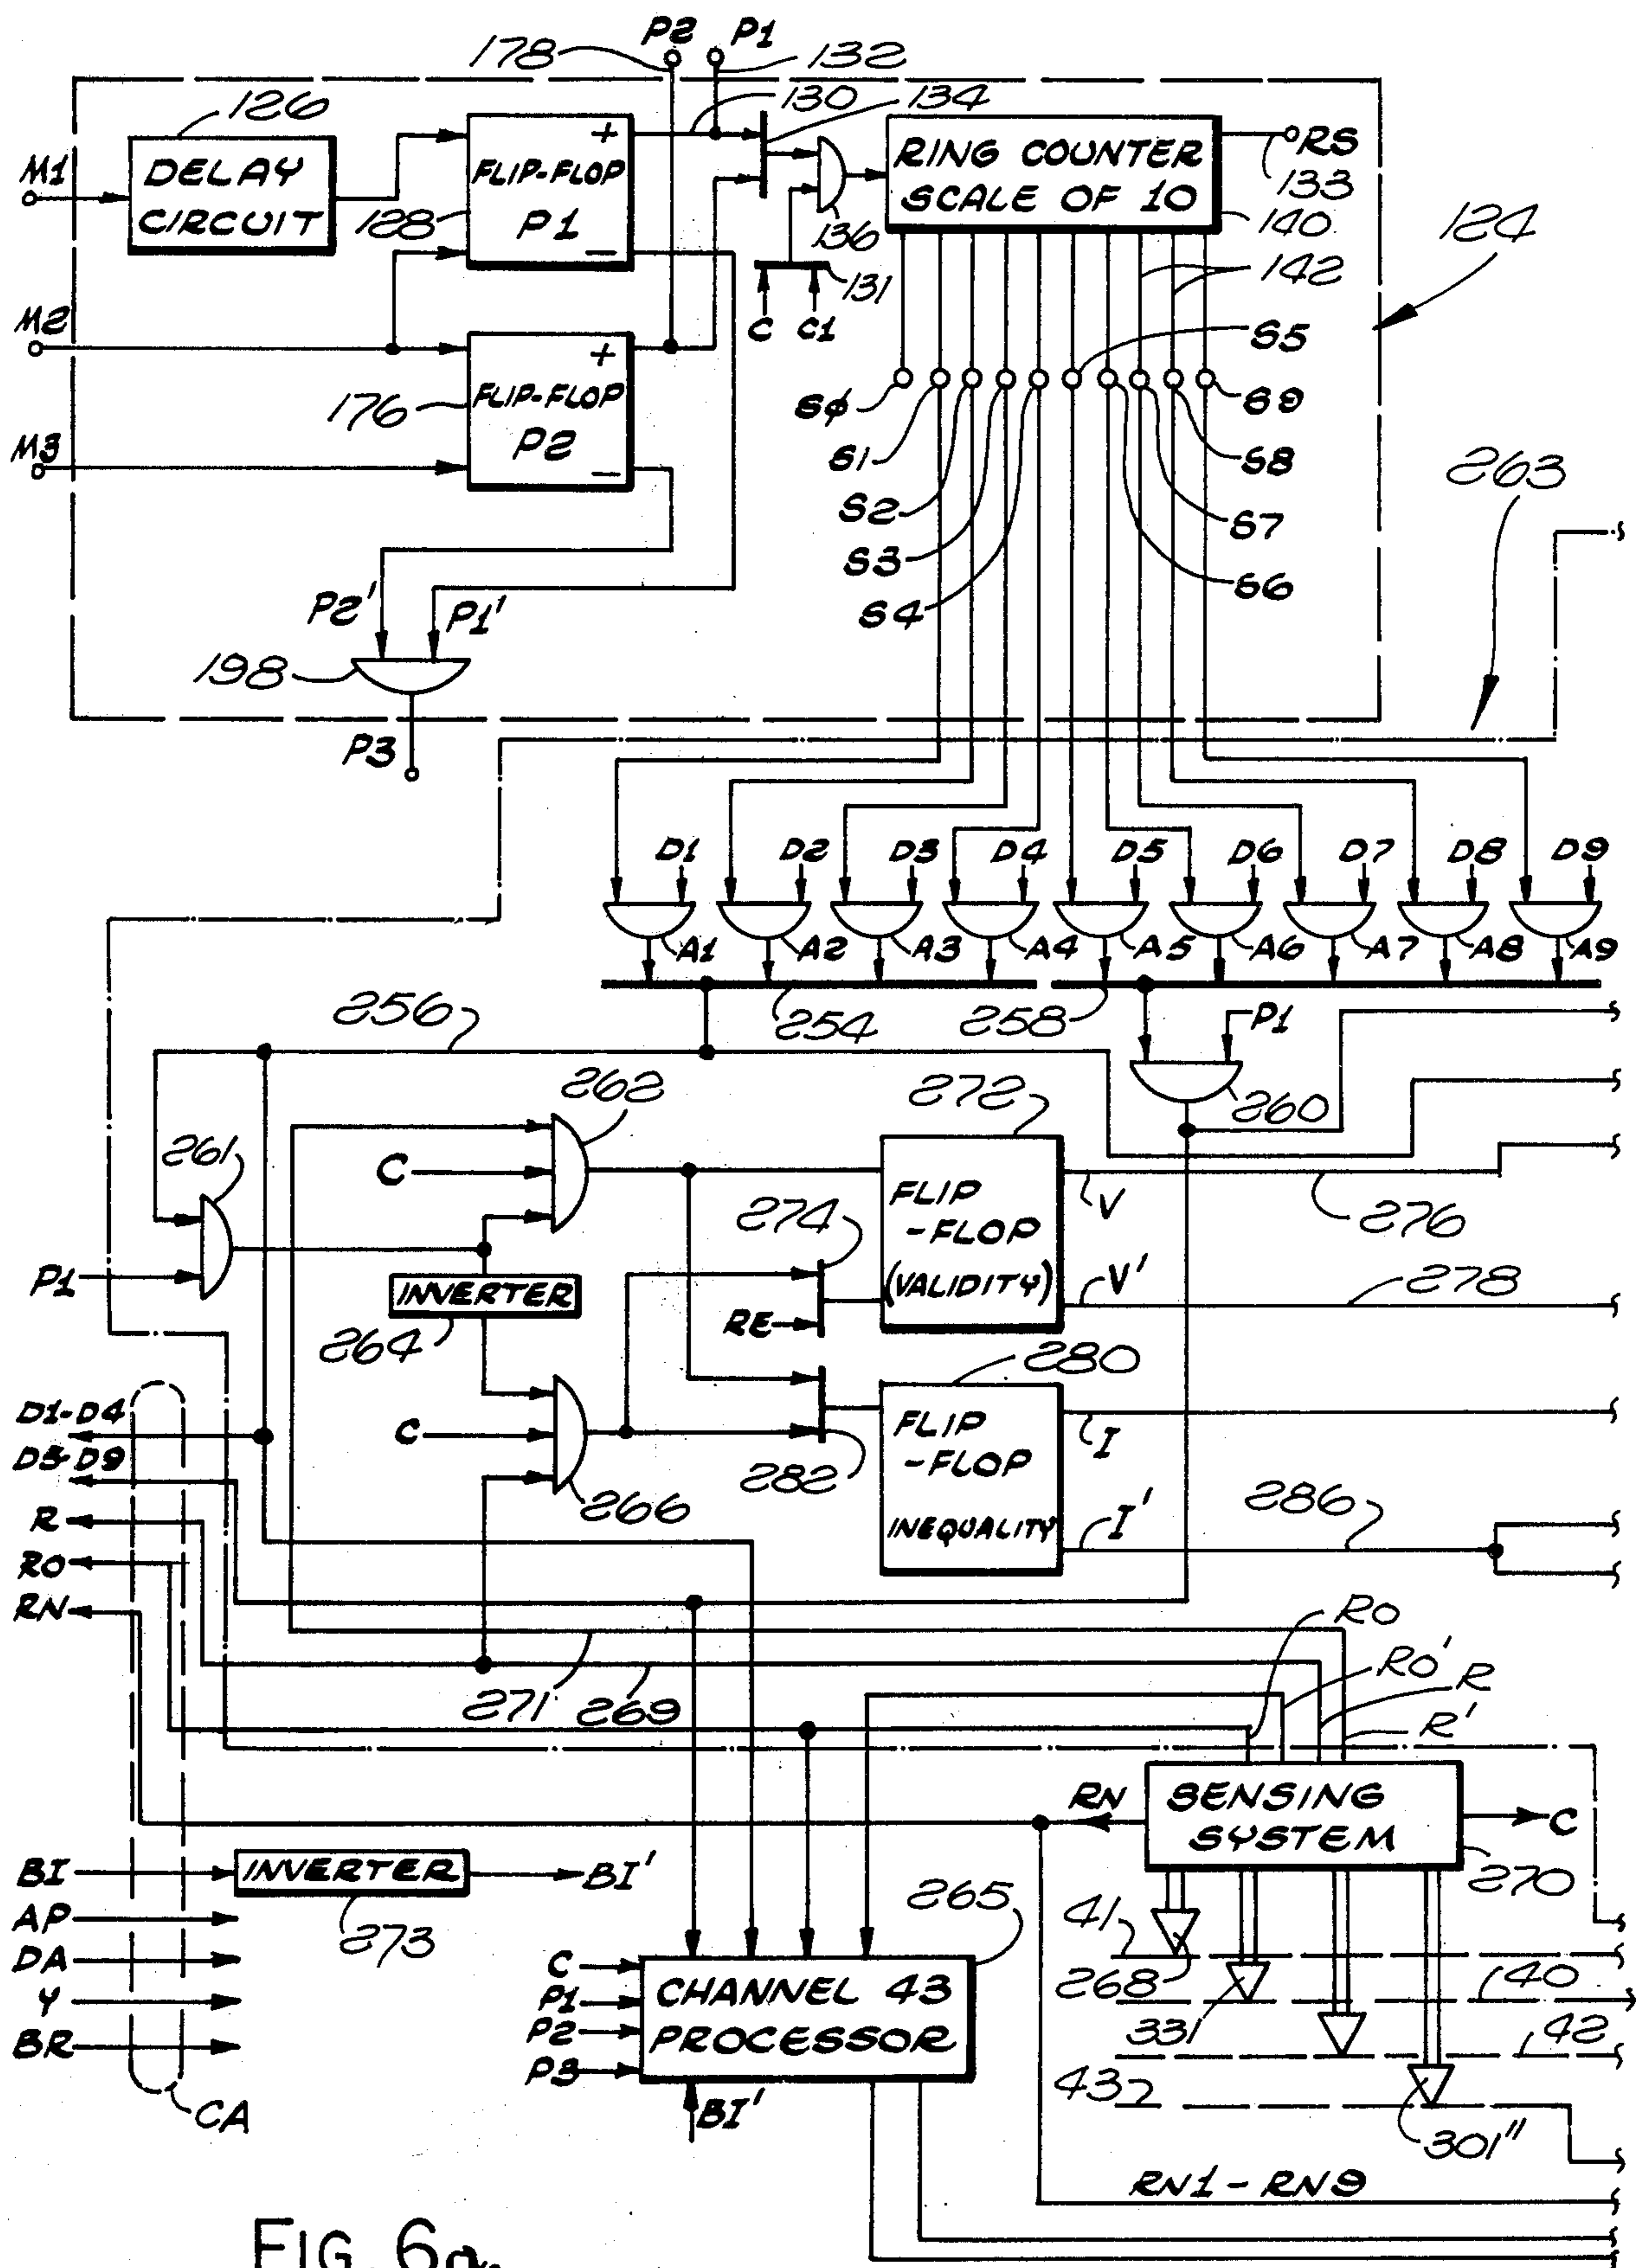 P2 P1
178 132
126 130 134
M1 DELAY CIRCUIT
+
FLIP-FLOP
P1
−
128
RING COUNTER
SCALE OF 10
RS
133
140
136
131
C C1
142
124
M2
+
FLIP-FLOP
P2
−
176
M3
SØ
S1
S2
S3
S4
S5
S9
S8
S7
S6
263
P2' P1'
198
P3
D1 D2 D3 D4 D5 D6 D7 D8 D9
A1 A2 A3 A4 A5 A6 A7 A8 A9
256 254 258 P1
260
262 272
261
C
P1
INVERTER
264
274
RE
FLIP
-FLOP
(VALIDITY)
V
276
V'
278
280
FLIP
-FLOP
INEQUALITY
I
I'
286
282
C
266
D1-D4
D5-D9
R
RO
RN
271 269
RO
RO'
R
R'
RN
SENSING
SYSTEM
C
270
BI INVERTER BI'
273
AP
DA
Y
BR
CA
265
C
P1
P2
P3
CHANNEL 43
PROCESSOR
BI'
41
268
40
331
42
43
301"
RN1 - RN9
FIG. 6a.